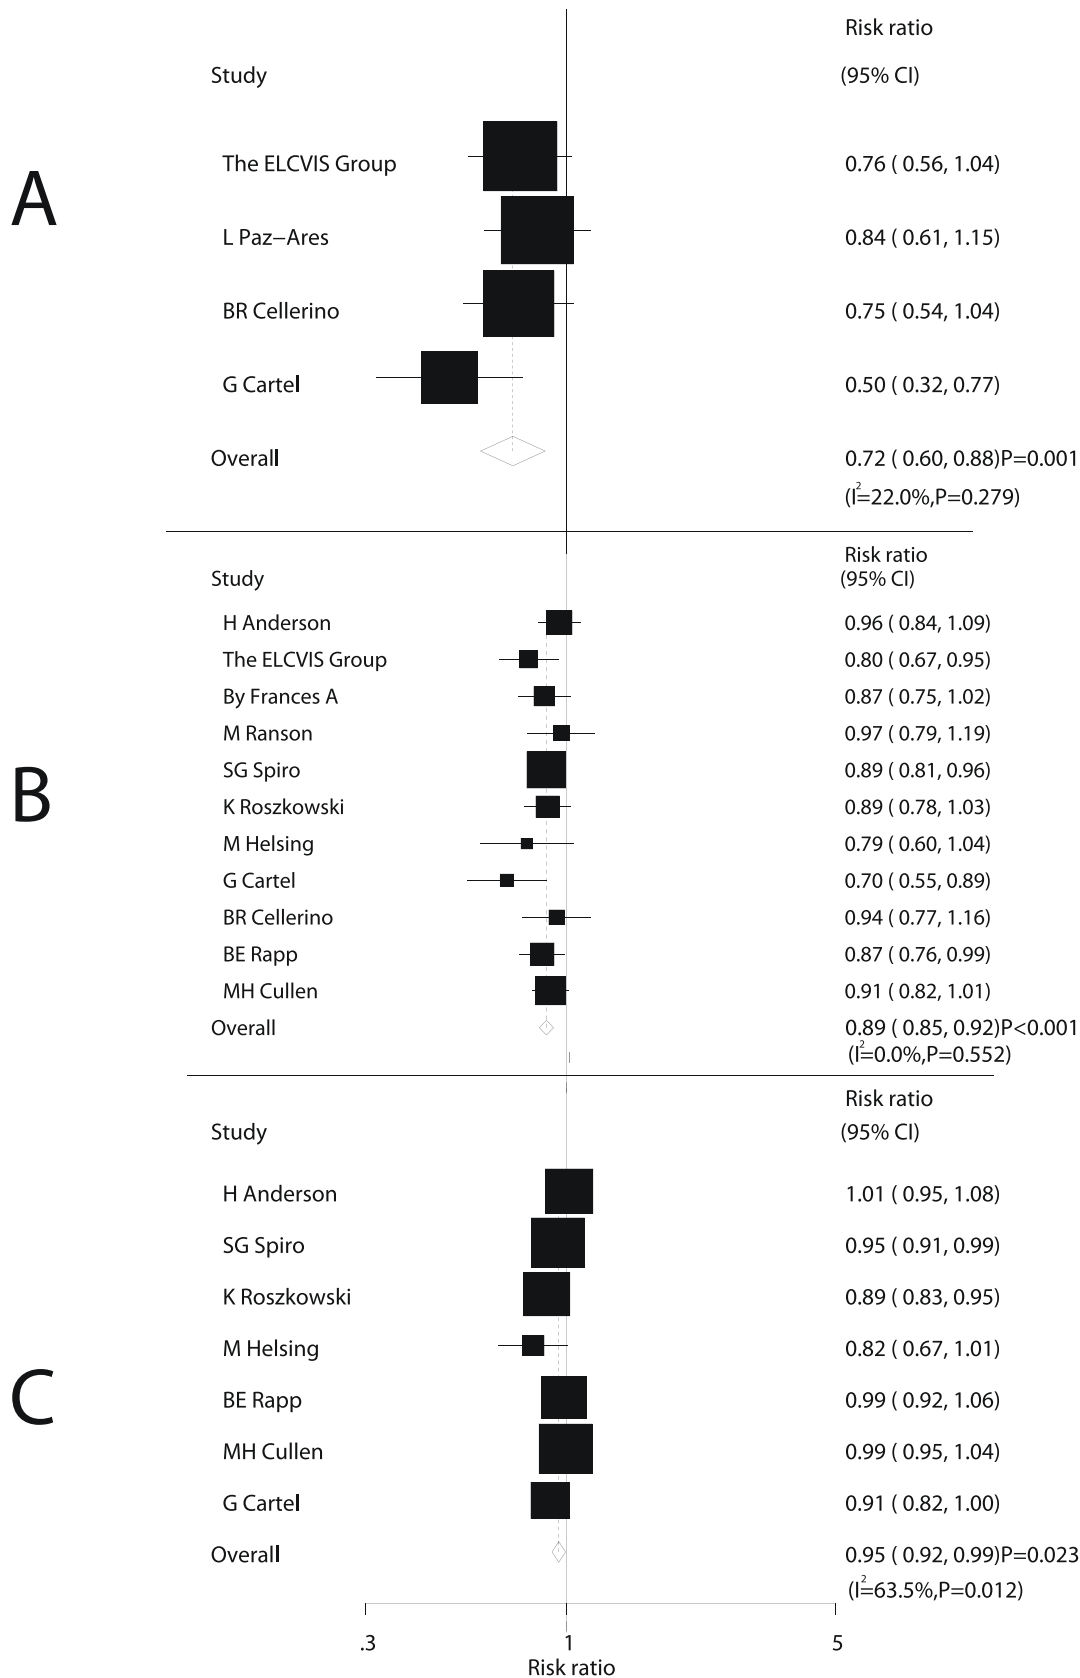 A
Risk ratio
Study (95% CI)
The ELCVIS Group 0.76 ( 0.56, 1.04)
L Paz−Ares 0.84 ( 0.61, 1.15)
BR Cellerino 0.75 ( 0.54, 1.04)
G Cartel 0.50 ( 0.32, 0.77)
Overall 0.72 ( 0.60, 0.88)P=0.001
(I²=22.0%,P=0.279)
B
Risk ratio
Study (95% CI)
H Anderson 0.96 ( 0.84, 1.09)
The ELCVIS Group 0.80 ( 0.67, 0.95)
By Frances A 0.87 ( 0.75, 1.02)
M Ranson 0.97 ( 0.79, 1.19)
SG Spiro 0.89 ( 0.81, 0.96)
K Roszkowski 0.89 ( 0.78, 1.03)
M Helsing 0.79 ( 0.60, 1.04)
G Cartel 0.70 ( 0.55, 0.89)
BR Cellerino 0.94 ( 0.77, 1.16)
BE Rapp 0.87 ( 0.76, 0.99)
MH Cullen 0.91 ( 0.82, 1.01)
Overall 0.89 ( 0.85, 0.92)P<0.001
(I²=0.0%,P=0.552)
C
Risk ratio
Study (95% CI)
H Anderson 1.01 ( 0.95, 1.08)
SG Spiro 0.95 ( 0.91, 0.99)
K Roszkowski 0.89 ( 0.83, 0.95)
M Helsing 0.82 ( 0.67, 1.01)
BE Rapp 0.99 ( 0.92, 1.06)
MH Cullen 0.99 ( 0.95, 1.04)
G Cartel 0.91 ( 0.82, 1.00)
Overall 0.95 ( 0.92, 0.99)P=0.023
(I²=63.5%,P=0.012)
.3 1 5
Risk ratio